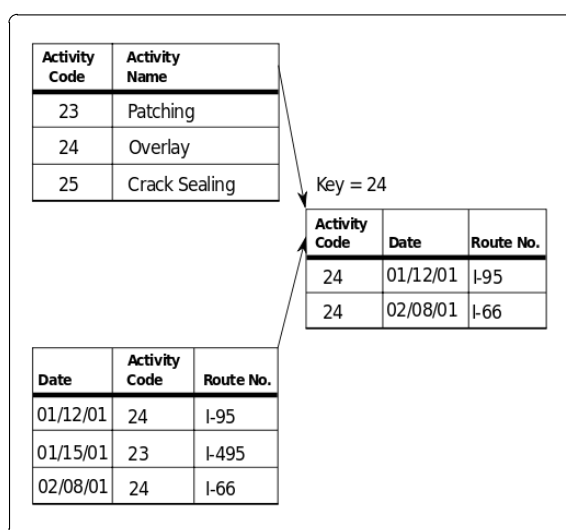 Activity Code Activity Name
23 Patching
24 Overlay
25 Crack Sealing
Key = 24
Activity Code Date Route No.
24 01/12/01 I-95
24 02/08/01 I-66
Date Activity Code Route No.
01/12/01 24 I-95
01/15/01 23 I-495
02/08/01 24 I-66